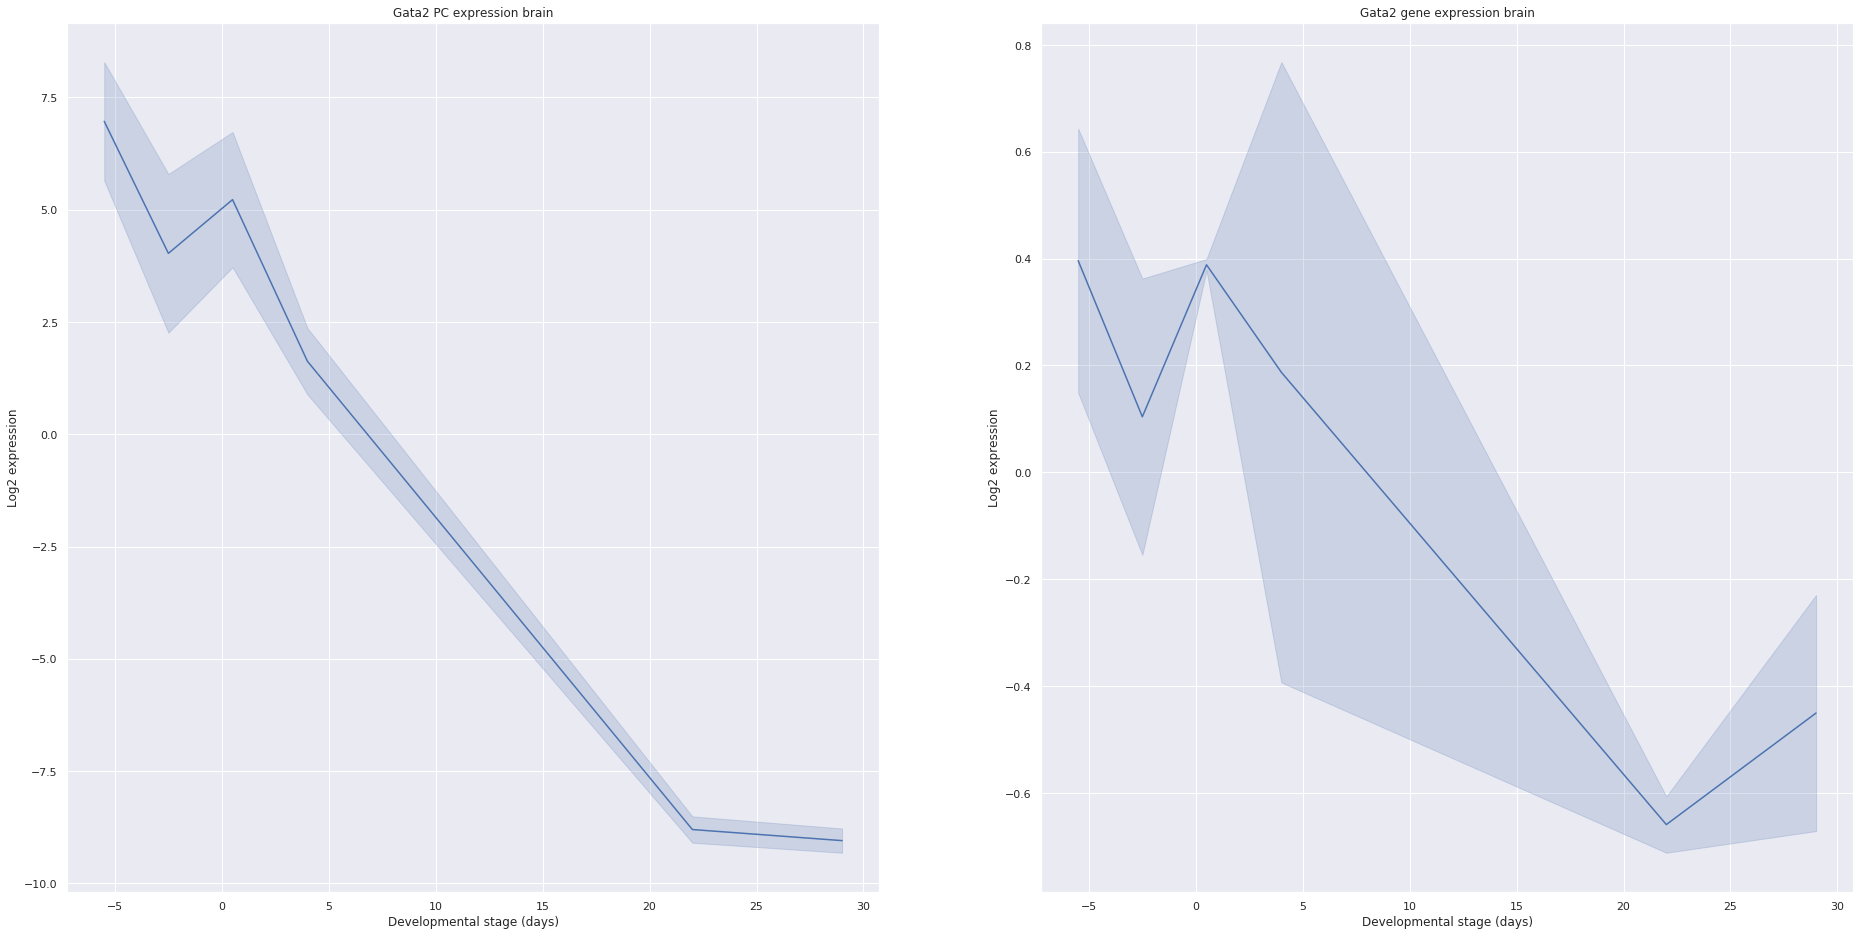 Gata2 PC expression brain
7.5
5.0
2.5
0.0
−2.5
−5.0
−7.5
−10.0
Log2 expression
−5 0 5 10 15 20 25 30
Developmental stage (days)
Gata2 gene expression brain
0.8
0.6
0.4
0.2
0.0
−0.2
−0.4
−0.6
Log2 expression
−5 0 5 10 15 20 25 30
Developmental stage (days)